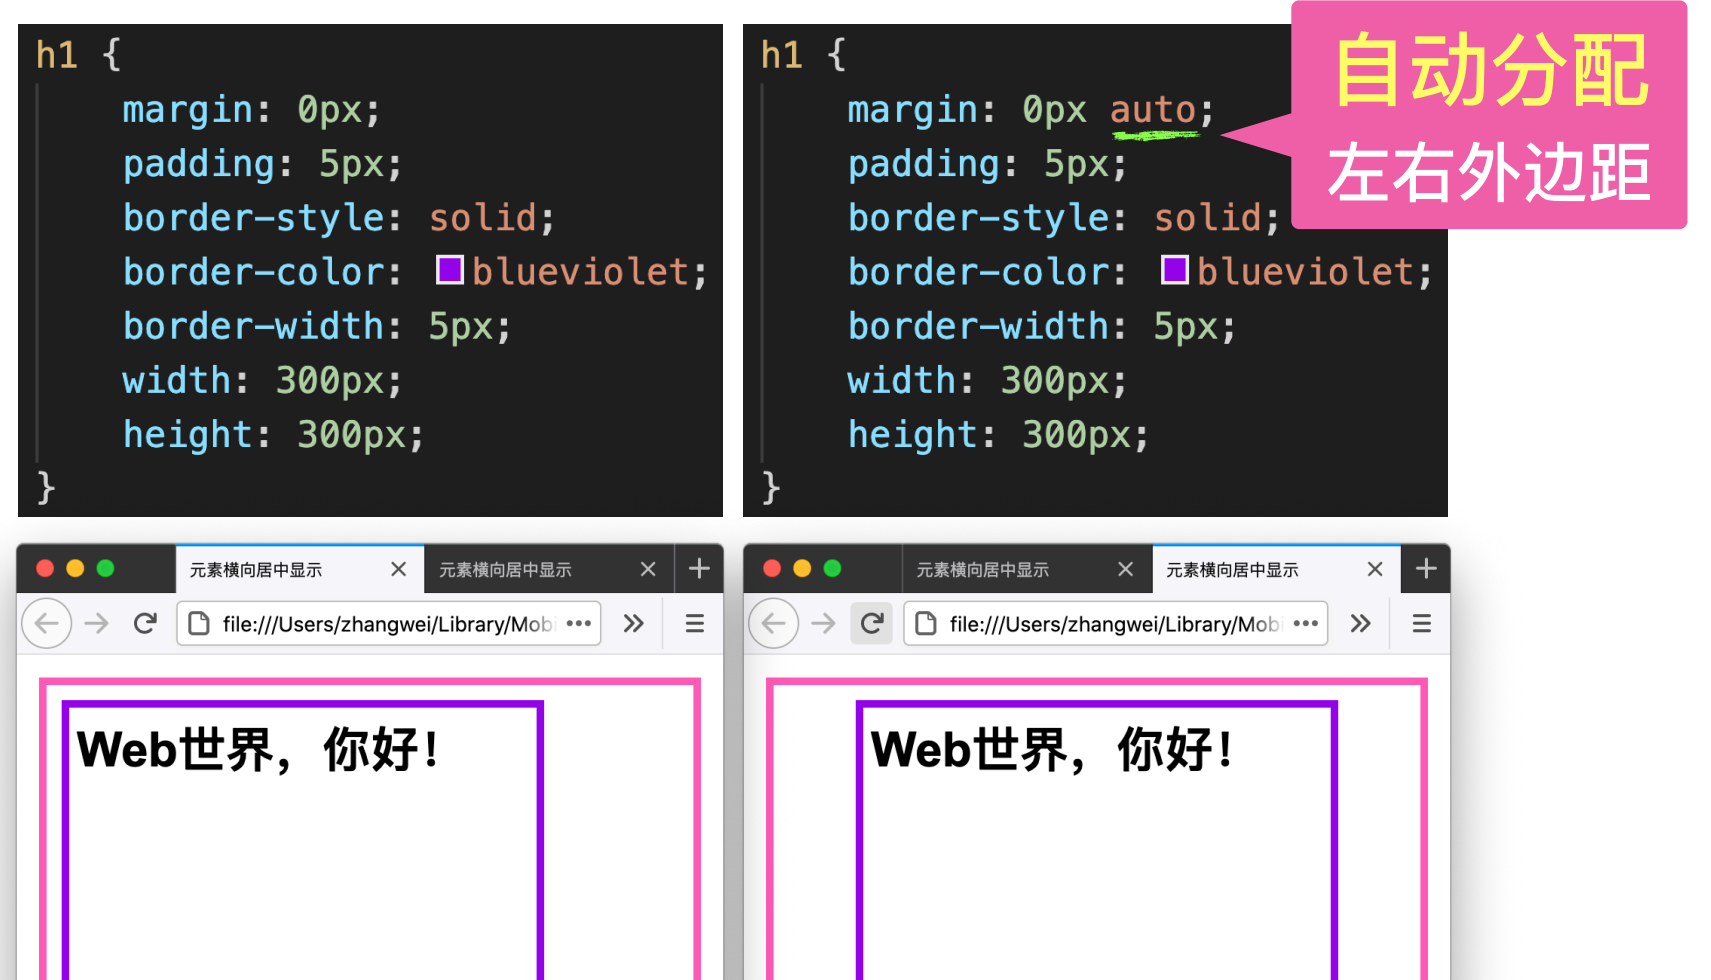 h1 {
margin: 0px;
padding: 5px;
border-style: solid;
border-color: blueviolet;
border-width: 5px;
width: 300px;
height: 300px;
}
h1 {
margin: 0px auto;
padding: 5px;
border-style: solid;
border-color: blueviolet;
border-width: 5px;
width: 300px;
height: 300px;
}
自动分配
左右外边距
元素横向居中显示
元素横向居中显示
file:///Users/zhangwei/Library/Mobi
Web世界，你好！
元素横向居中显示
元素横向居中显示
file:///Users/zhangwei/Library/Mobi
Web世界，你好！